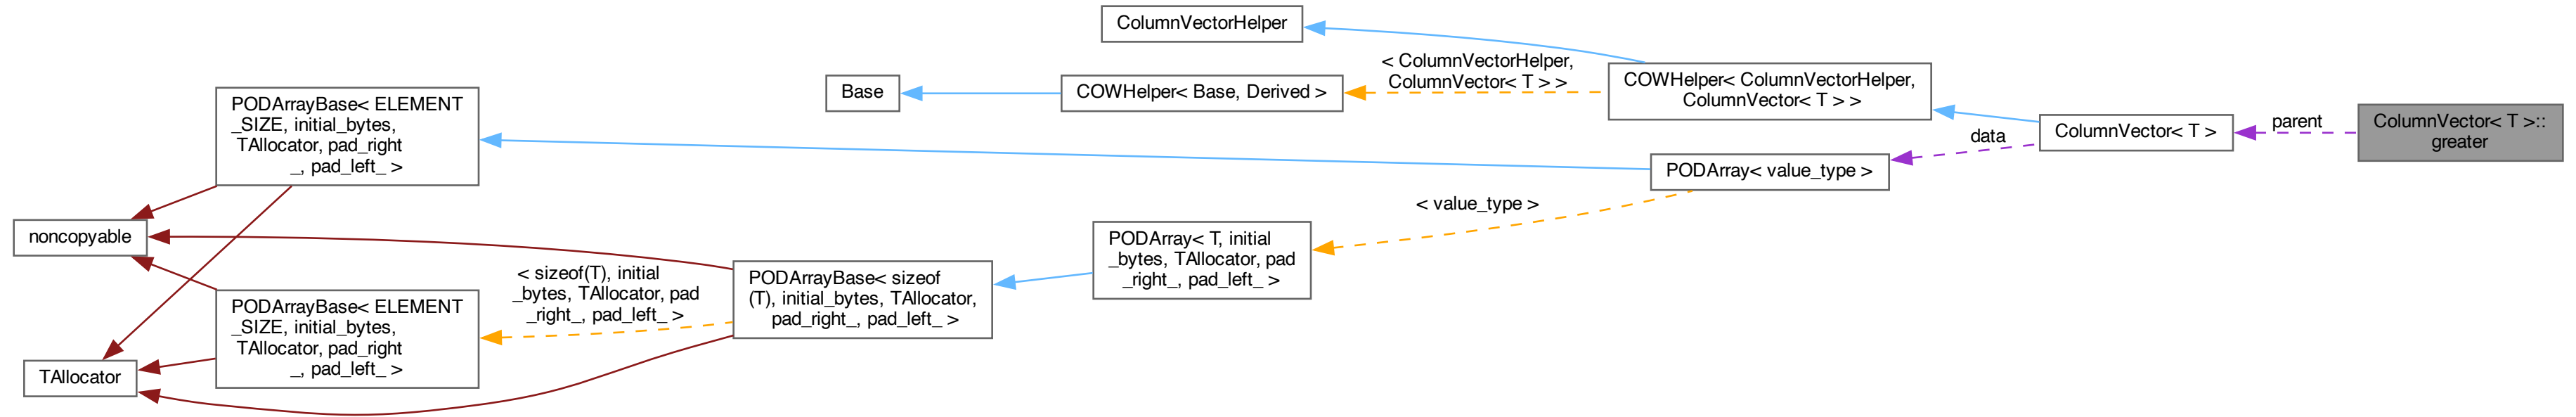 ColumnVectorHelper
< ColumnVectorHelper,
ColumnVector< T > >
Base
COWHelper< Base, Derived >
COWHelper< ColumnVectorHelper,
ColumnVector< T > >
PODArrayBase< ELEMENT
_SIZE, initial_bytes,
TAllocator, pad_right
_, pad_left_ >
ColumnVector< T >
parent
ColumnVector< T >::
greater
data
PODArray< value_type >
< value_type >
noncopyable
PODArray< T, initial
_bytes, TAllocator, pad
_right_, pad_left_ >
< sizeof(T), initial
_bytes, TAllocator, pad
_right_, pad_left_ >
PODArrayBase< sizeof
(T), initial_bytes, TAllocator,
pad_right_, pad_left_ >
PODArrayBase< ELEMENT
_SIZE, initial_bytes,
TAllocator, pad_right
_, pad_left_ >
TAllocator